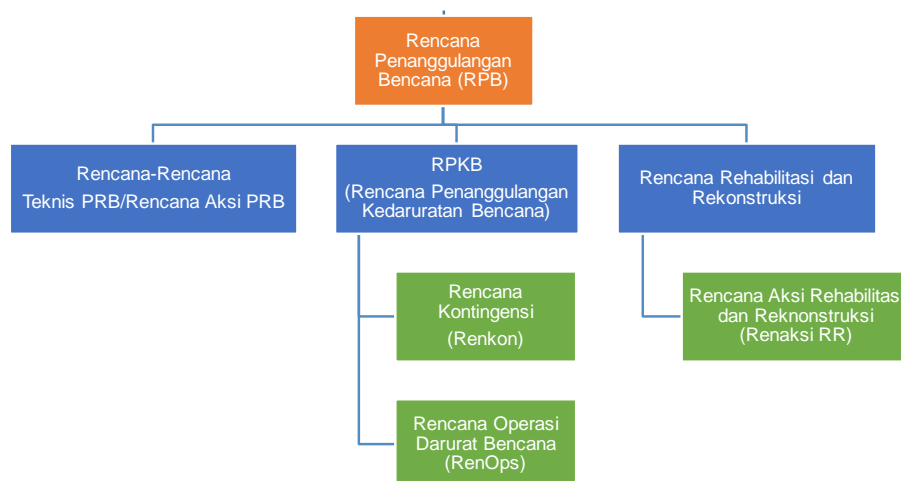 Rencana
Penanggulangan
Bencana (RPB)
Rencana-Rencana
Teknis PRB/Rencana Aksi PRB
RPKB
(Rencana Penanggulangan
Kedaruratan Bencana)
Rencana Rehabilitasi dan
Rekonstruksi
Rencana
Kontingensi
(Renkon)
Rencana Aksi Rehabilitas
dan Reknonstruksi
(Renaksi RR)
Rencana Operasi
Darurat Bencana
(RenOps)